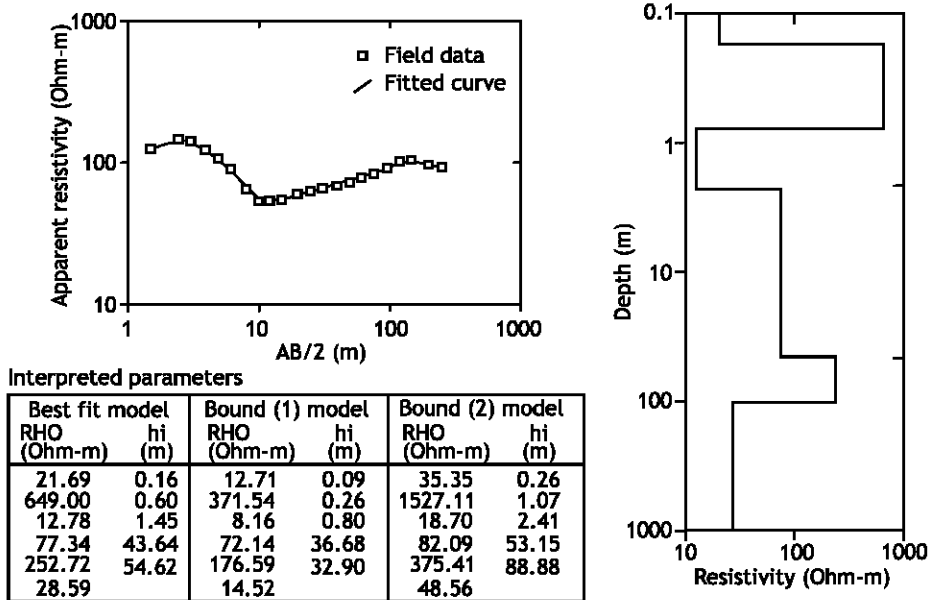 1000
100
10
Apparent resistivity (Ohm-m)
Field data
Fitted curve
1 10 100 1000
AB/2 (m)
0.1
1
10
100
1000
Depth (m)
10 100 1000
Resistivity (Ohm-m)
Interpreted parameters
Best fit model Bound (1) model Bound (2) model
RHO hi RHO hi RHO hi
(Ohm-m) (m) (Ohm-m) (m) (Ohm-m) (m)
21.69 0.16 12.71 0.09 35.35 0.26
649.00 0.60 371.54 0.26 1527.11 1.07
12.78 1.45 8.16 0.80 18.70 2.41
77.34 43.64 72.14 36.68 82.09 53.15
252.72 54.62 176.59 32.90 375.41 88.88
28.59 14.52 48.56